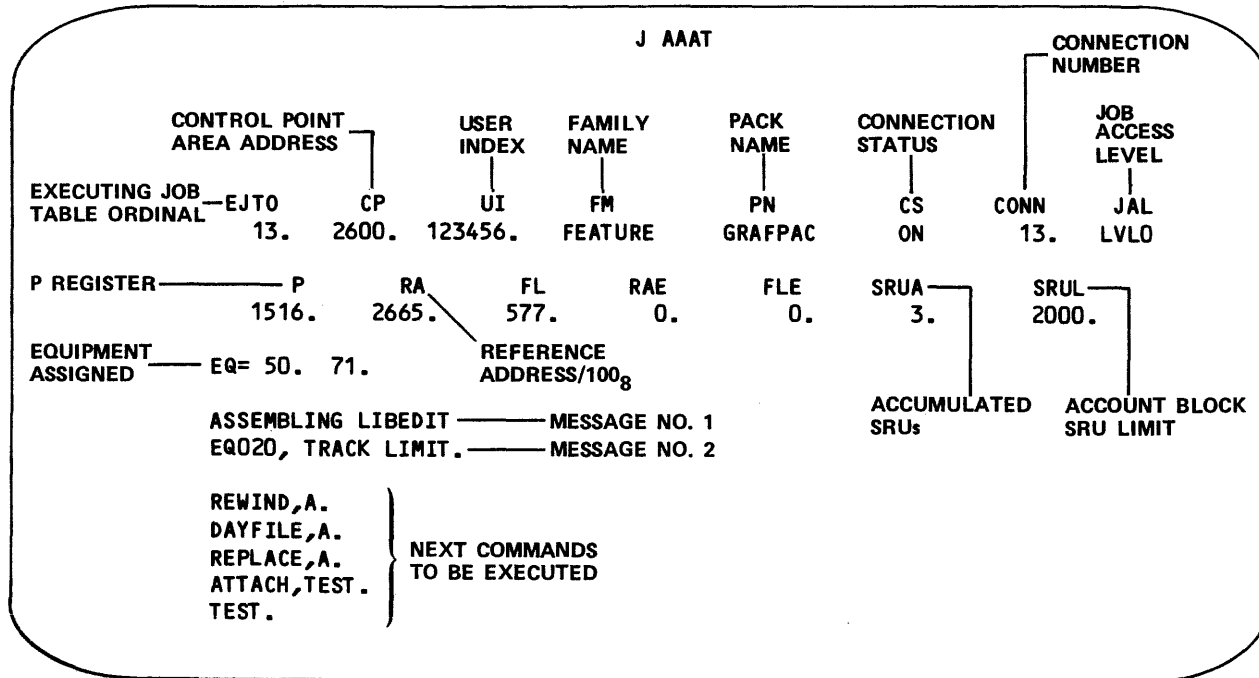 J AAAT
CONNECTION
NUMBER
CONTROL POINT
AREA ADDRESS
USER
INDEX
FAMILY
NAME
PACK
NAME
CONNECTION
STATUS
JOB
ACCESS
LEVEL
EXECUTING JOB
TABLE ORDINAL
EJTO CP UI FM PN CS CONN JAL
13. 2600. 123456. FEATURE GRAFPAC ON 13. LVL0
P REGISTER P RA FL RAE FLE SRUA SRUL
1516. 2665. 577. 0. 0. 3. 2000.
EQUIPMENT
ASSIGNED
EQ= 50. 71.
REFERENCE
ADDRESS/100₈
ACCUMULATED
SRUs
ACCOUNT BLOCK
SRU LIMIT
ASSEMBLING LIBEDIT MESSAGE NO. 1
EQ020, TRACK LIMIT. MESSAGE NO. 2
REWIND,A.
DAYFILE,A.
REPLACE,A.
ATTACH,TEST.
TEST.
NEXT COMMANDS
TO BE EXECUTED